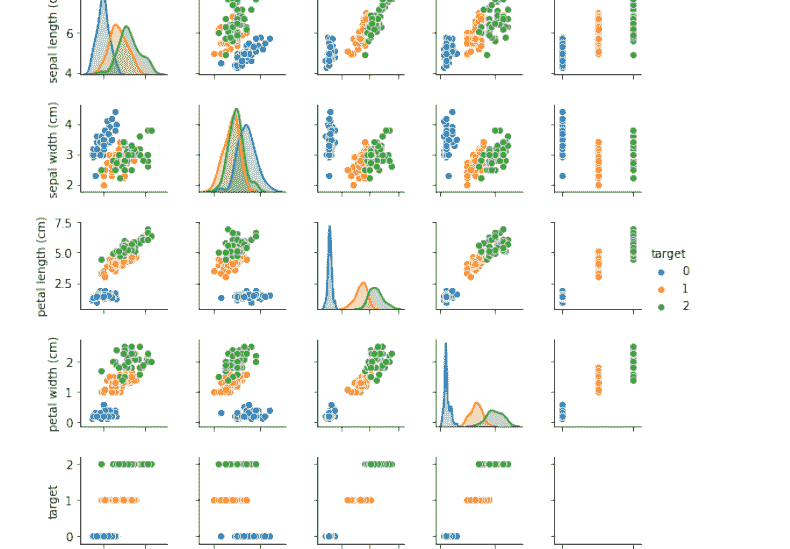 sepal length (c
6
4
sepal width (cm)
4
3
2
petal length (cm)
7.5
5.0
2.5
target
0
1
2
petal width (cm)
2
1
0
target
2
1
0